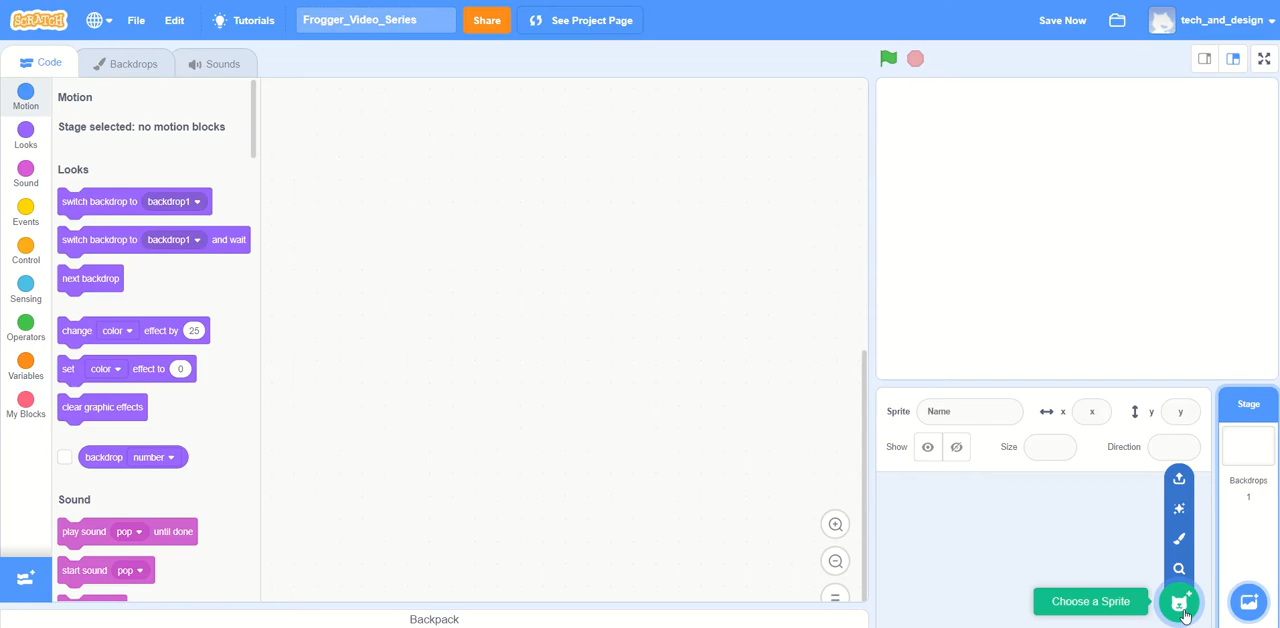 SCRATCH File Edit Tutorials Frogger_Video_Series Share See Project Page Save Now tech_and_design
Code Backdrops Sounds
Motion
Looks
Sound
Events
Control
Sensing
Operators
Variables
My Blocks
Motion
Stage selected: no motion blocks
Looks
switch backdrop to backdrop1
switch backdrop to backdrop1 and wait
next backdrop
change color effect by 25
set color effect to 0
clear graphic effects
backdrop number
Sound
play sound pop until done
start sound pop
Backpack
Sprite Name x x y y
Show Size Direction
Choose a Sprite
Stage
Backdrops
1